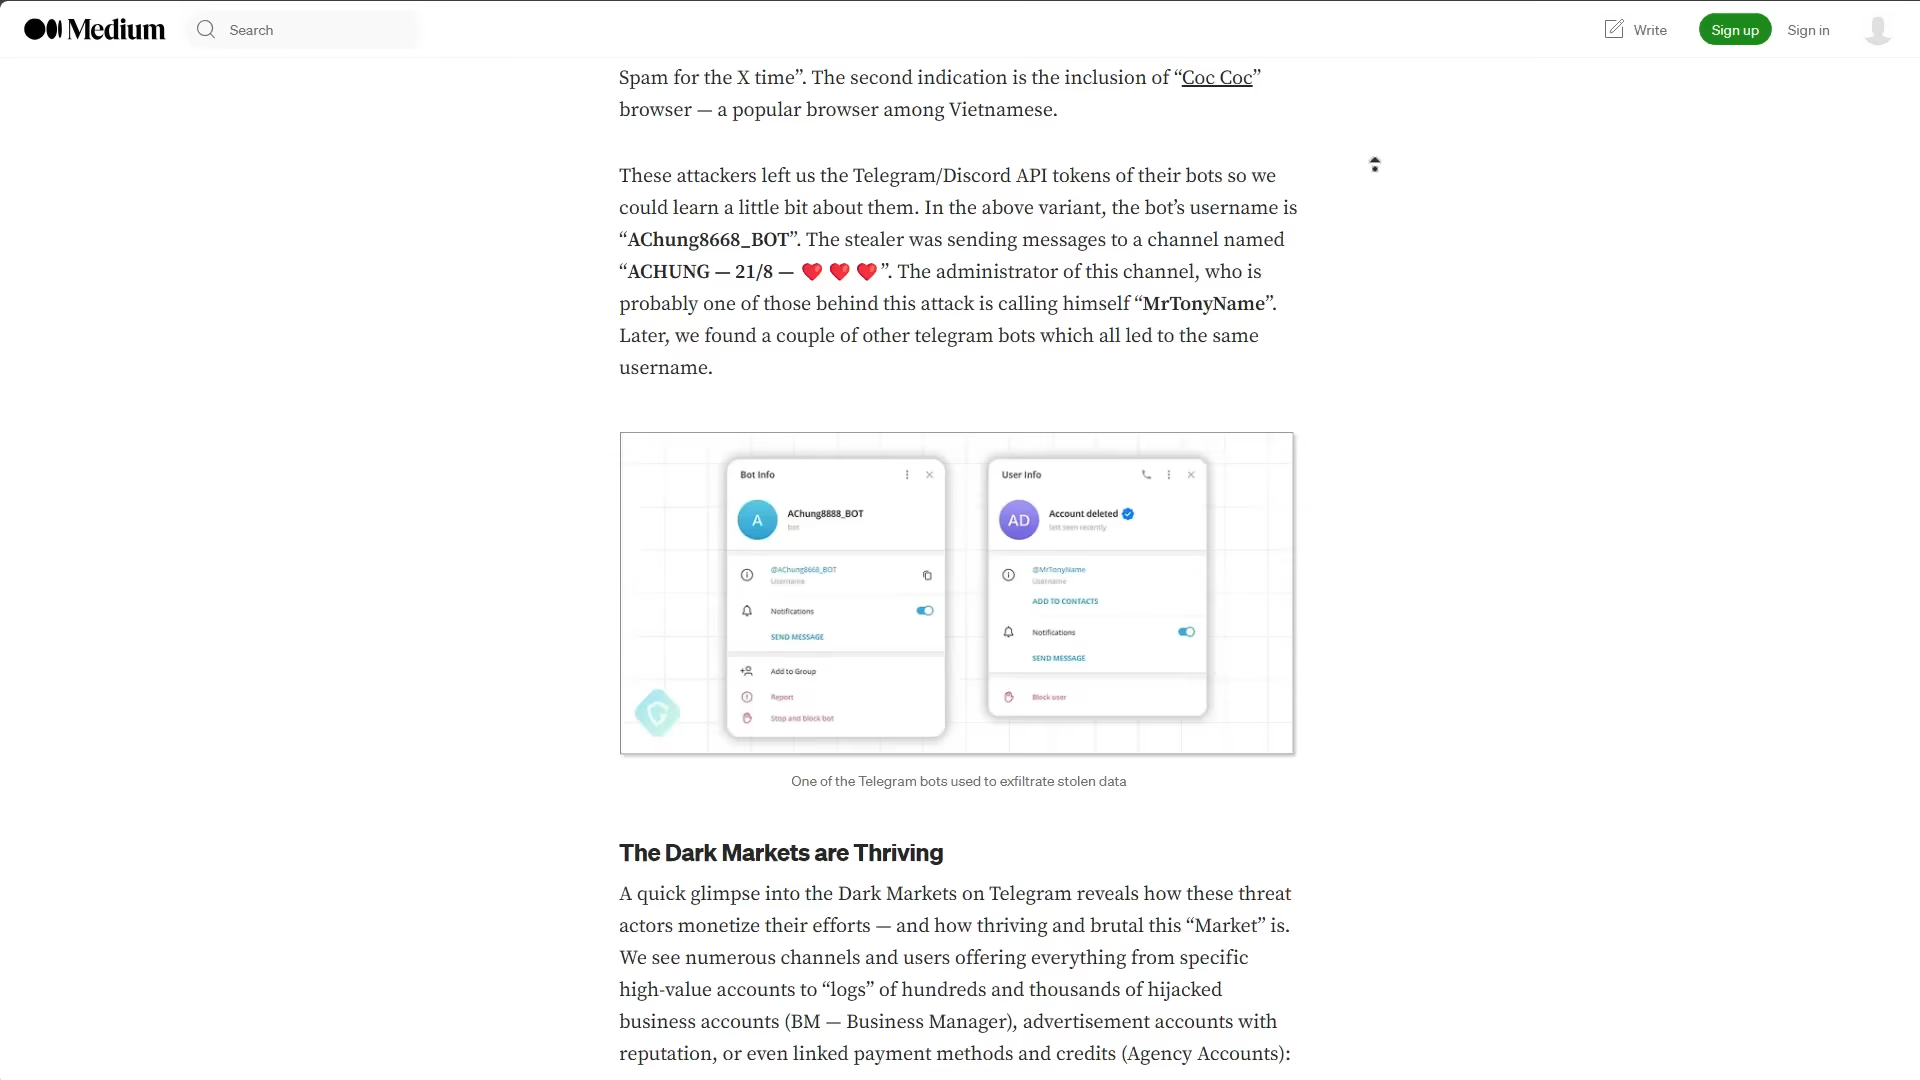 Medium
Search
Write
Sign up
Sign in
Spam for the X time”. The second indication is the inclusion of “Coc Coc”
browser — a popular browser among Vietnamese.
These attackers left us the Telegram/Discord API tokens of their bots so we
could learn a little bit about them. In the above variant, the bot’s username is
“AChung8668_BOT”. The stealer was sending messages to a channel named
“ACHUNG — 21/8 — ❤️ ❤️ ❤️”. The administrator of this channel, who is
probably one of those behind this attack is calling himself “MrTonyName”.
Later, we found a couple of other telegram bots which all led to the same
username.
Bot Info
A
AChung8888_BOT
bot
@AChung8668_BOT
Username
Notifications
SEND MESSAGE
Add to Group
Report
Stop and block bot
User Info
AD
Account deleted
last seen recently
@MrTonyName
Username
ADD TO CONTACTS
Notifications
SEND MESSAGE
Block user
One of the Telegram bots used to exfiltrate stolen data
The Dark Markets are Thriving
A quick glimpse into the Dark Markets on Telegram reveals how these threat
actors monetize their efforts — and how thriving and brutal this “Market” is.
We see numerous channels and users offering everything from specific
high-value accounts to “logs” of hundreds and thousands of hijacked
business accounts (BM — Business Manager), advertisement accounts with
reputation, or even linked payment methods and credits (Agency Accounts):